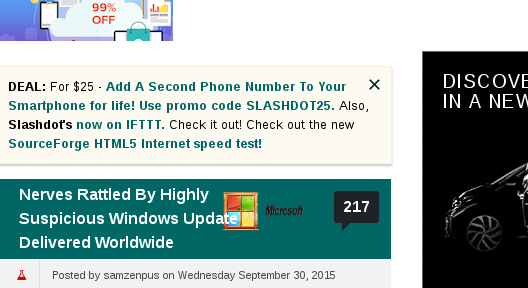 99%
OFF
DEAL: For $25 - Add A Second Phone Number To Your
Smartphone for life! Use promo code SLASHDOT25. Also,
Slashdot's now on IFTTT. Check it out! Check out the new
SourceForge HTML5 Internet speed test!
DISCOVE
IN A NEW
Nerves Rattled By Highly
Suspicious Windows Update
Delivered Worldwide
Microsoft
217
Posted by samzenpus on Wednesday September 30, 2015